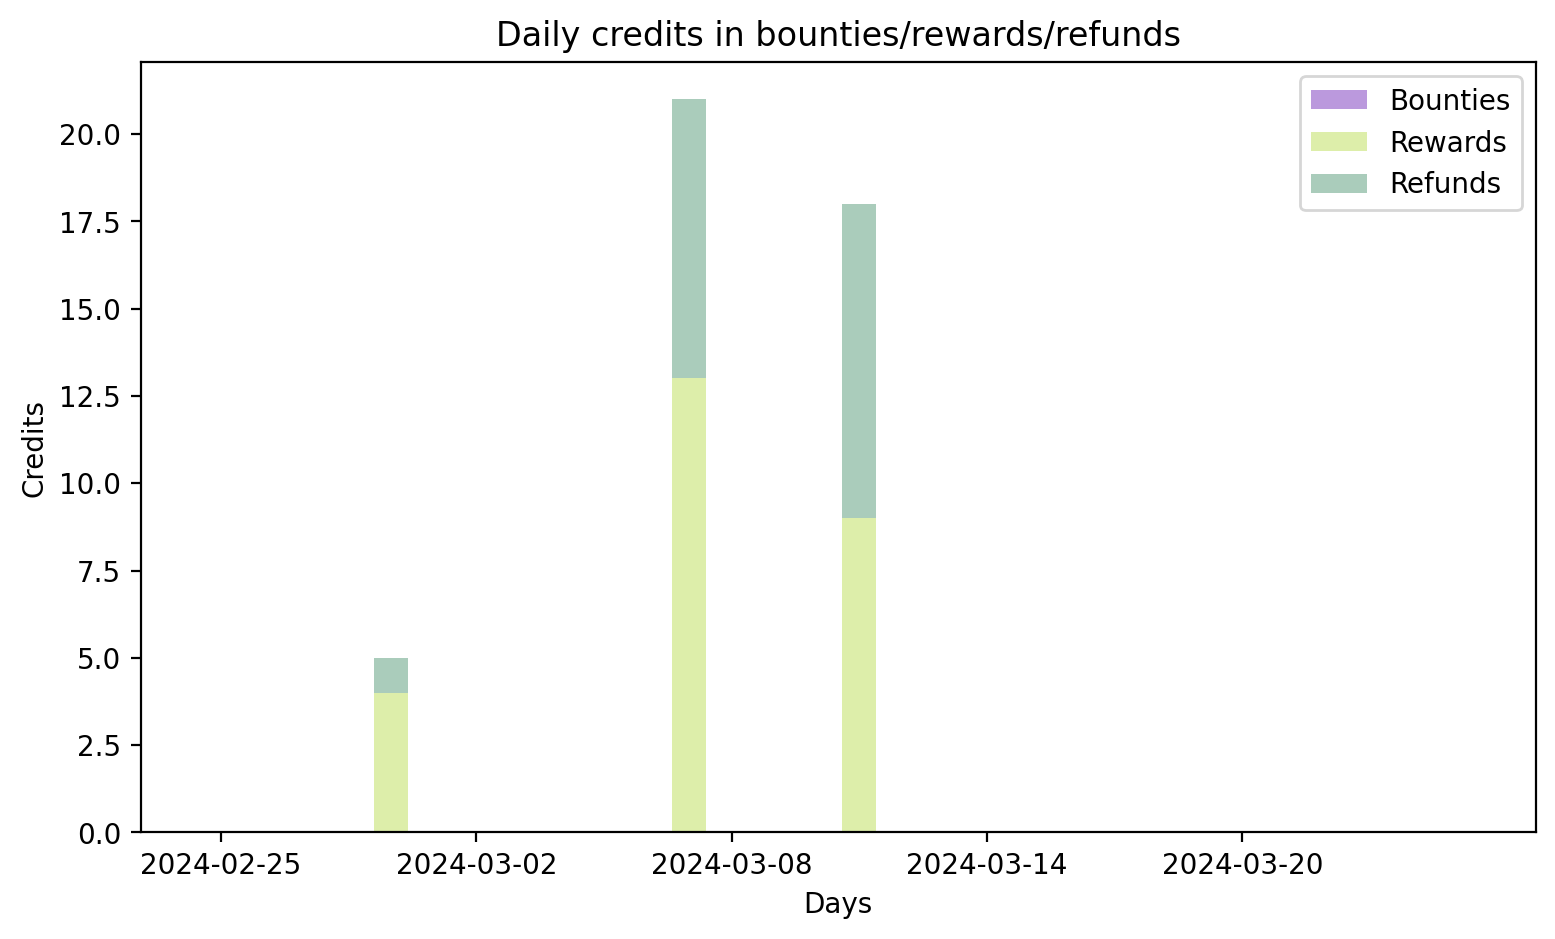 Daily credits in bounties/rewards/refunds
Bounties
Rewards
Refunds
Credits
20.0
17.5
15.0
12.5
10.0
7.5
5.0
2.5
0.0
2024-02-25 2024-03-02 2024-03-08 2024-03-14 2024-03-20
Days